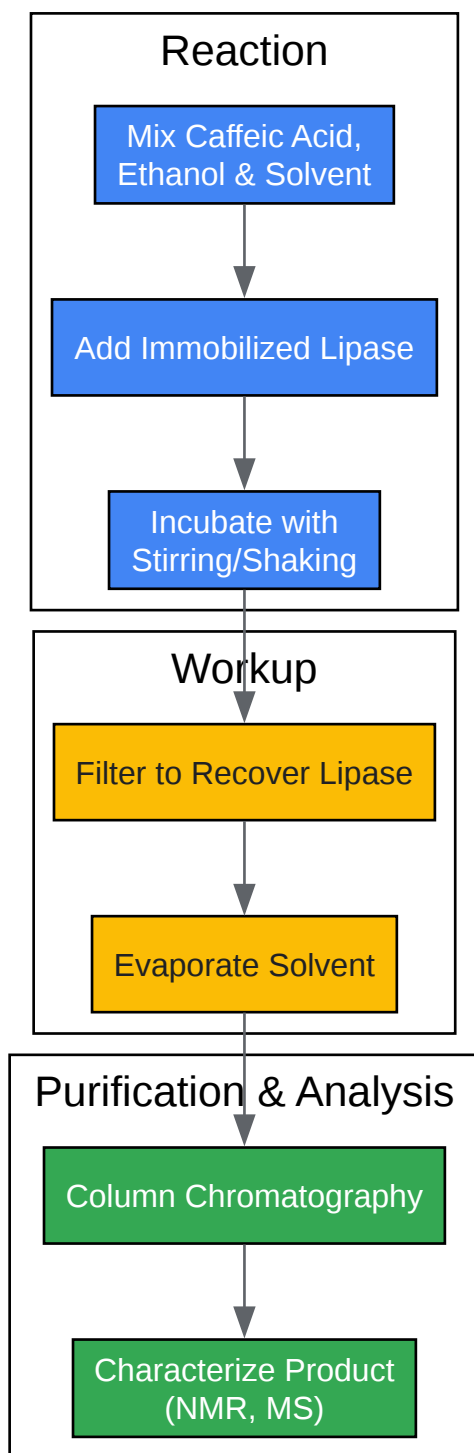 Reaction
Mix Caffeic Acid,
Ethanol & Solvent
Add Immobilized Lipase
Incubate with
Stirring/Shaking
Workup
Filter to Recover Lipase
Evaporate Solvent
Purification & Analysis
Column Chromatography
Characterize Product
(NMR, MS)